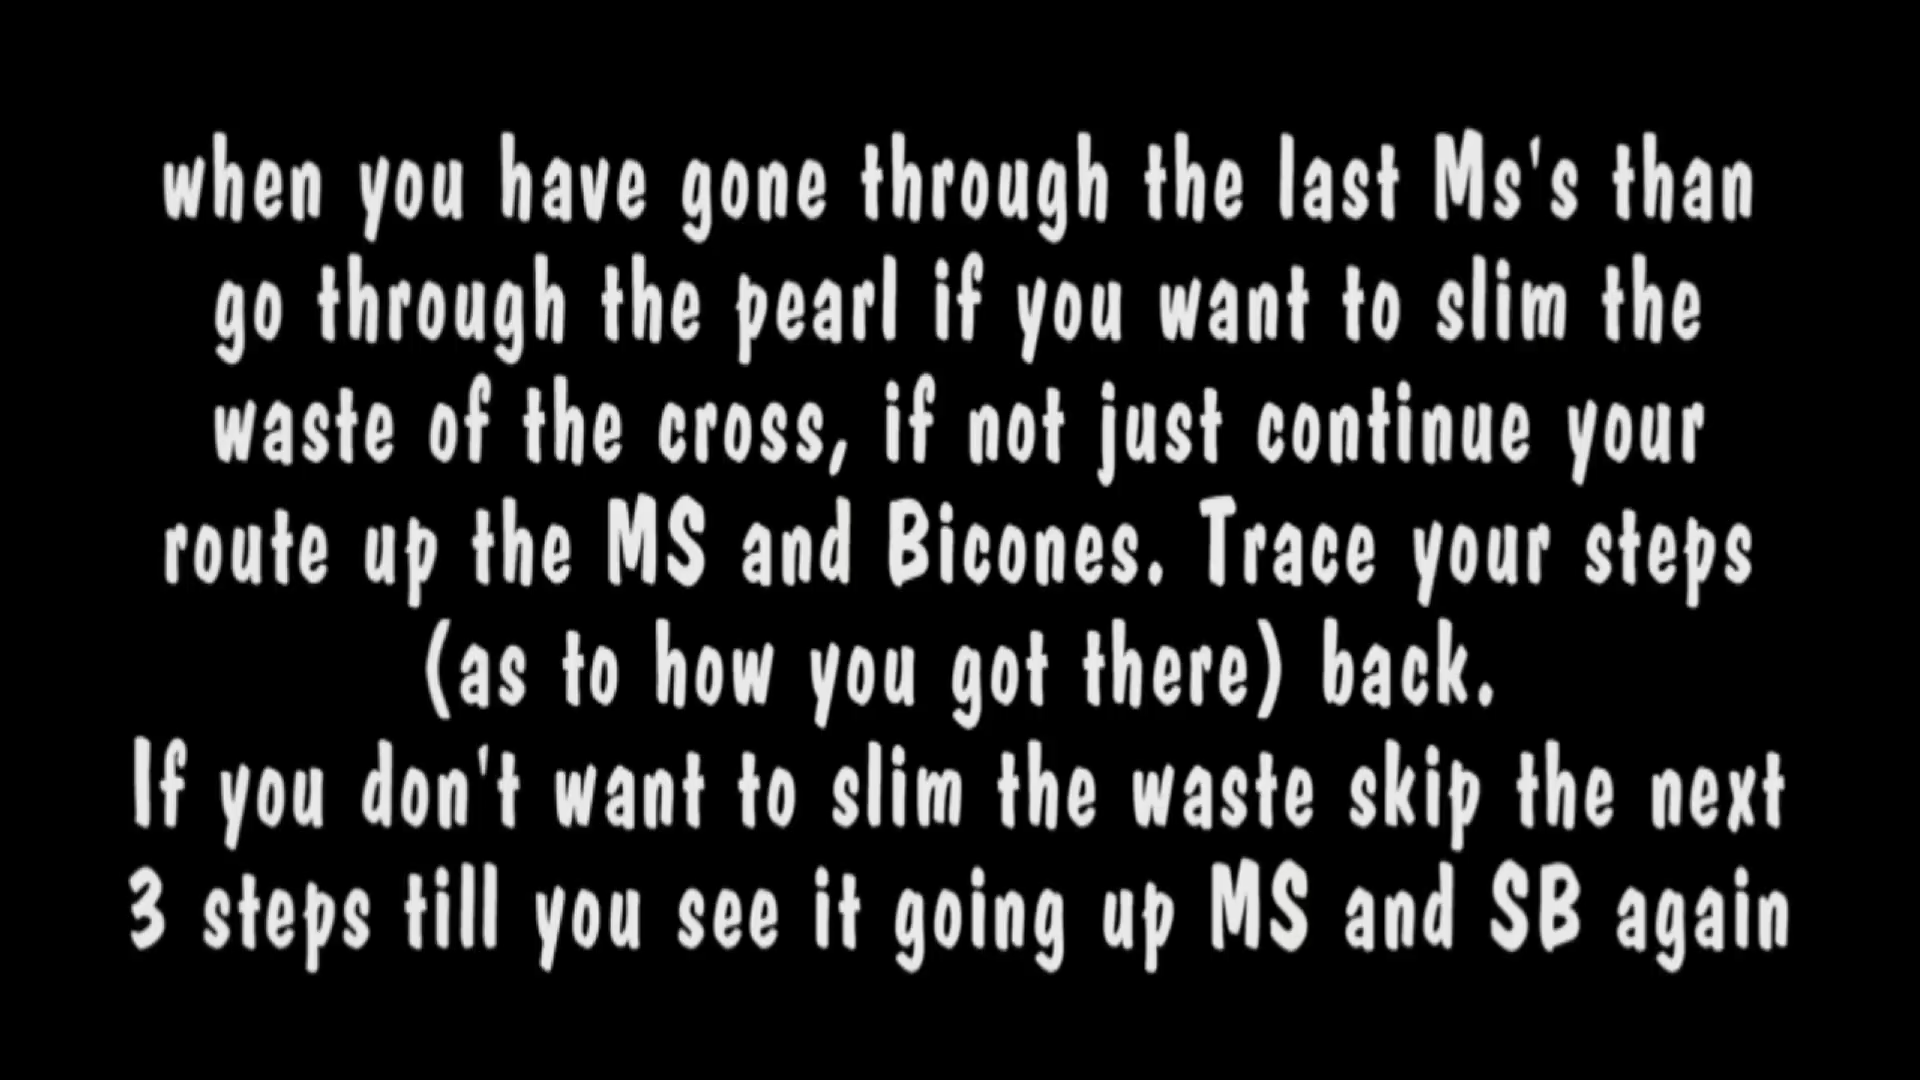 when you have gone through the last Ms's than
go through the pearl if you want to slim the
waste of the cross, if not just continue your
route up the MS and Bicones. Trace your steps
(as to how you got there) back.
If you don't want to slim the waste skip the next
3 steps till you see it going up MS and SB again